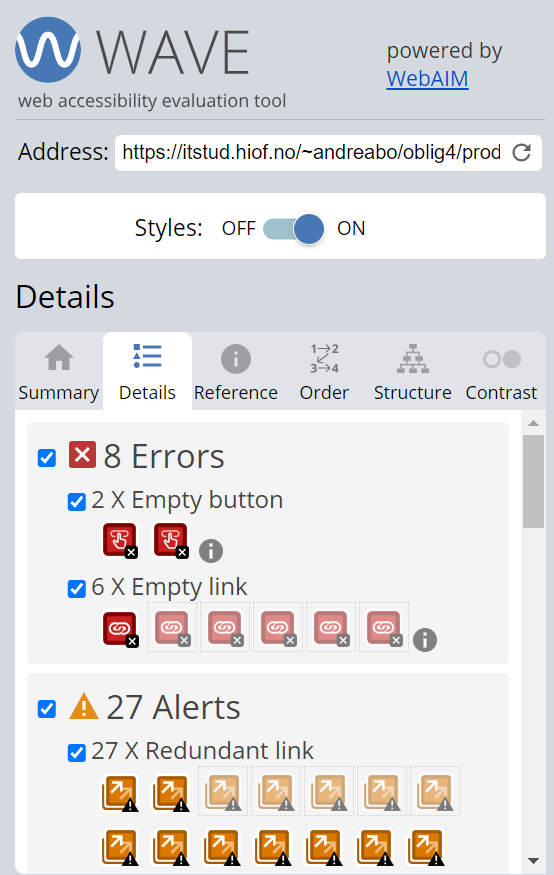 WAVE
powered by
WebAIM
web accessibility evaluation tool
Address: https://itstud.hiof.no/~andreabo/oblig4/prod
Styles: OFF ON
Details
1 2
3 4
Summary Details Reference Order Structure Contrast
8 Errors
2 X Empty button
6 X Empty link
27 Alerts
27 X Redundant link